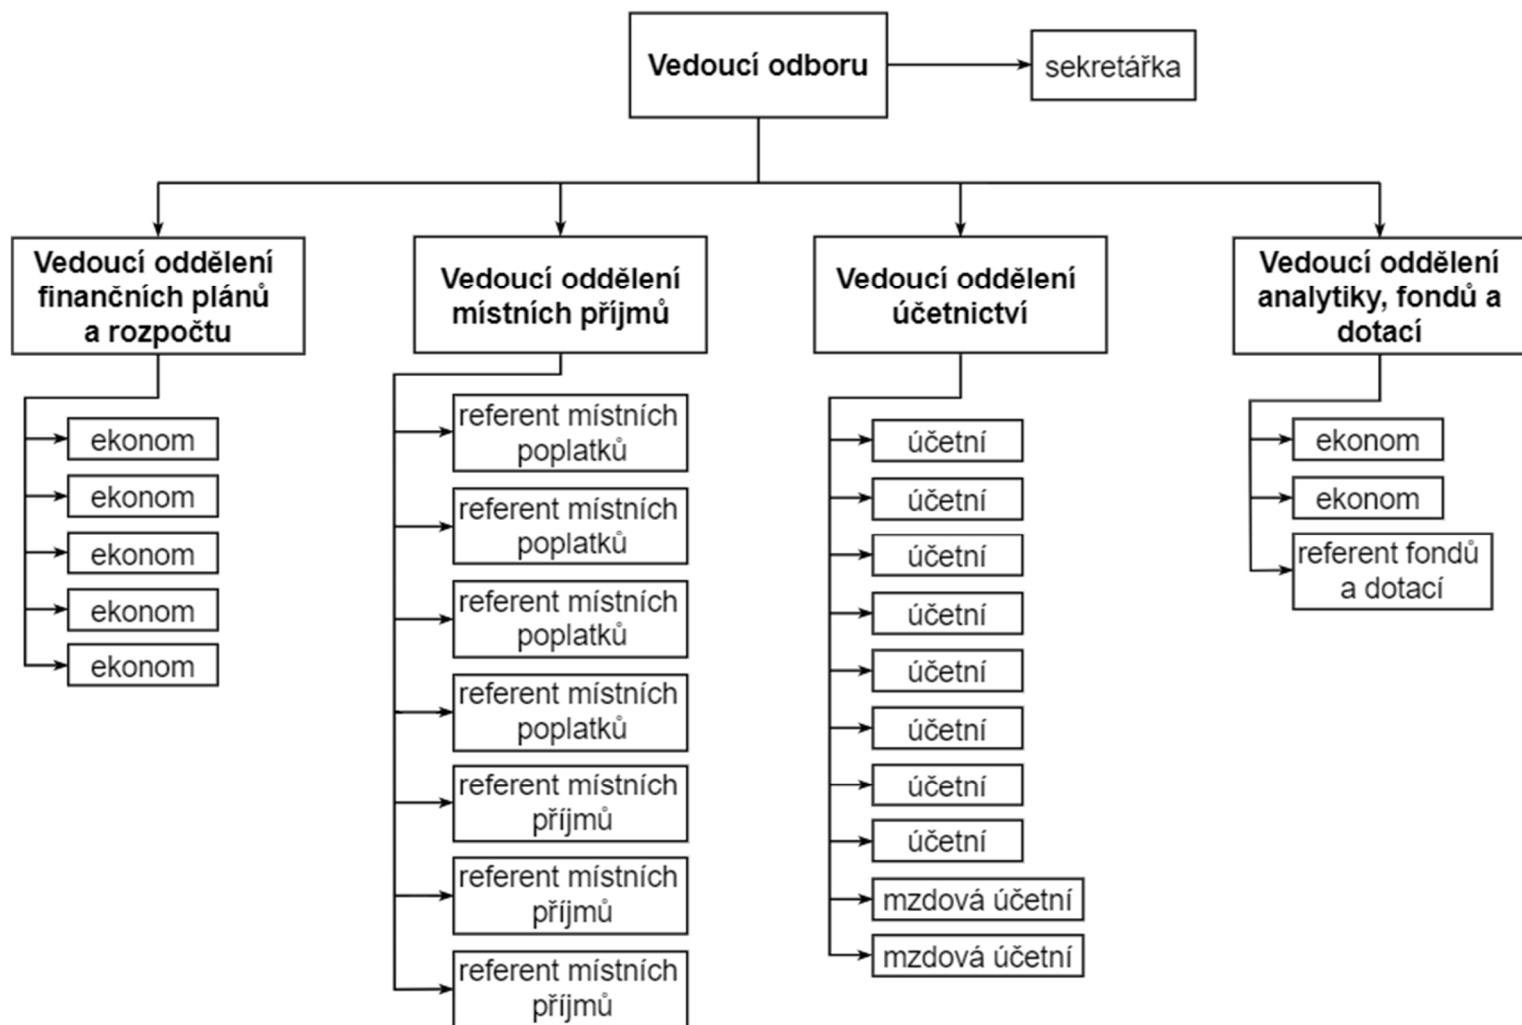 Vedoucí odboru
sekretářka
Vedoucí oddělení
finančních plánů
a rozpočtu
ekonom
ekonom
ekonom
ekonom
ekonom
Vedoucí oddělení
místních příjmů
referent místních
poplatků
referent místních
poplatků
referent místních
poplatků
referent místních
poplatků
referent místních
příjmů
referent místních
příjmů
referent místních
příjmů
Vedoucí oddělení
účetnictví
účetní
účetní
účetní
účetní
účetní
účetní
účetní
účetní
mzdová účetní
mzdová účetní
Vedoucí oddělení
analytiky, fondů a
dotací
ekonom
ekonom
referent fondů
a dotací